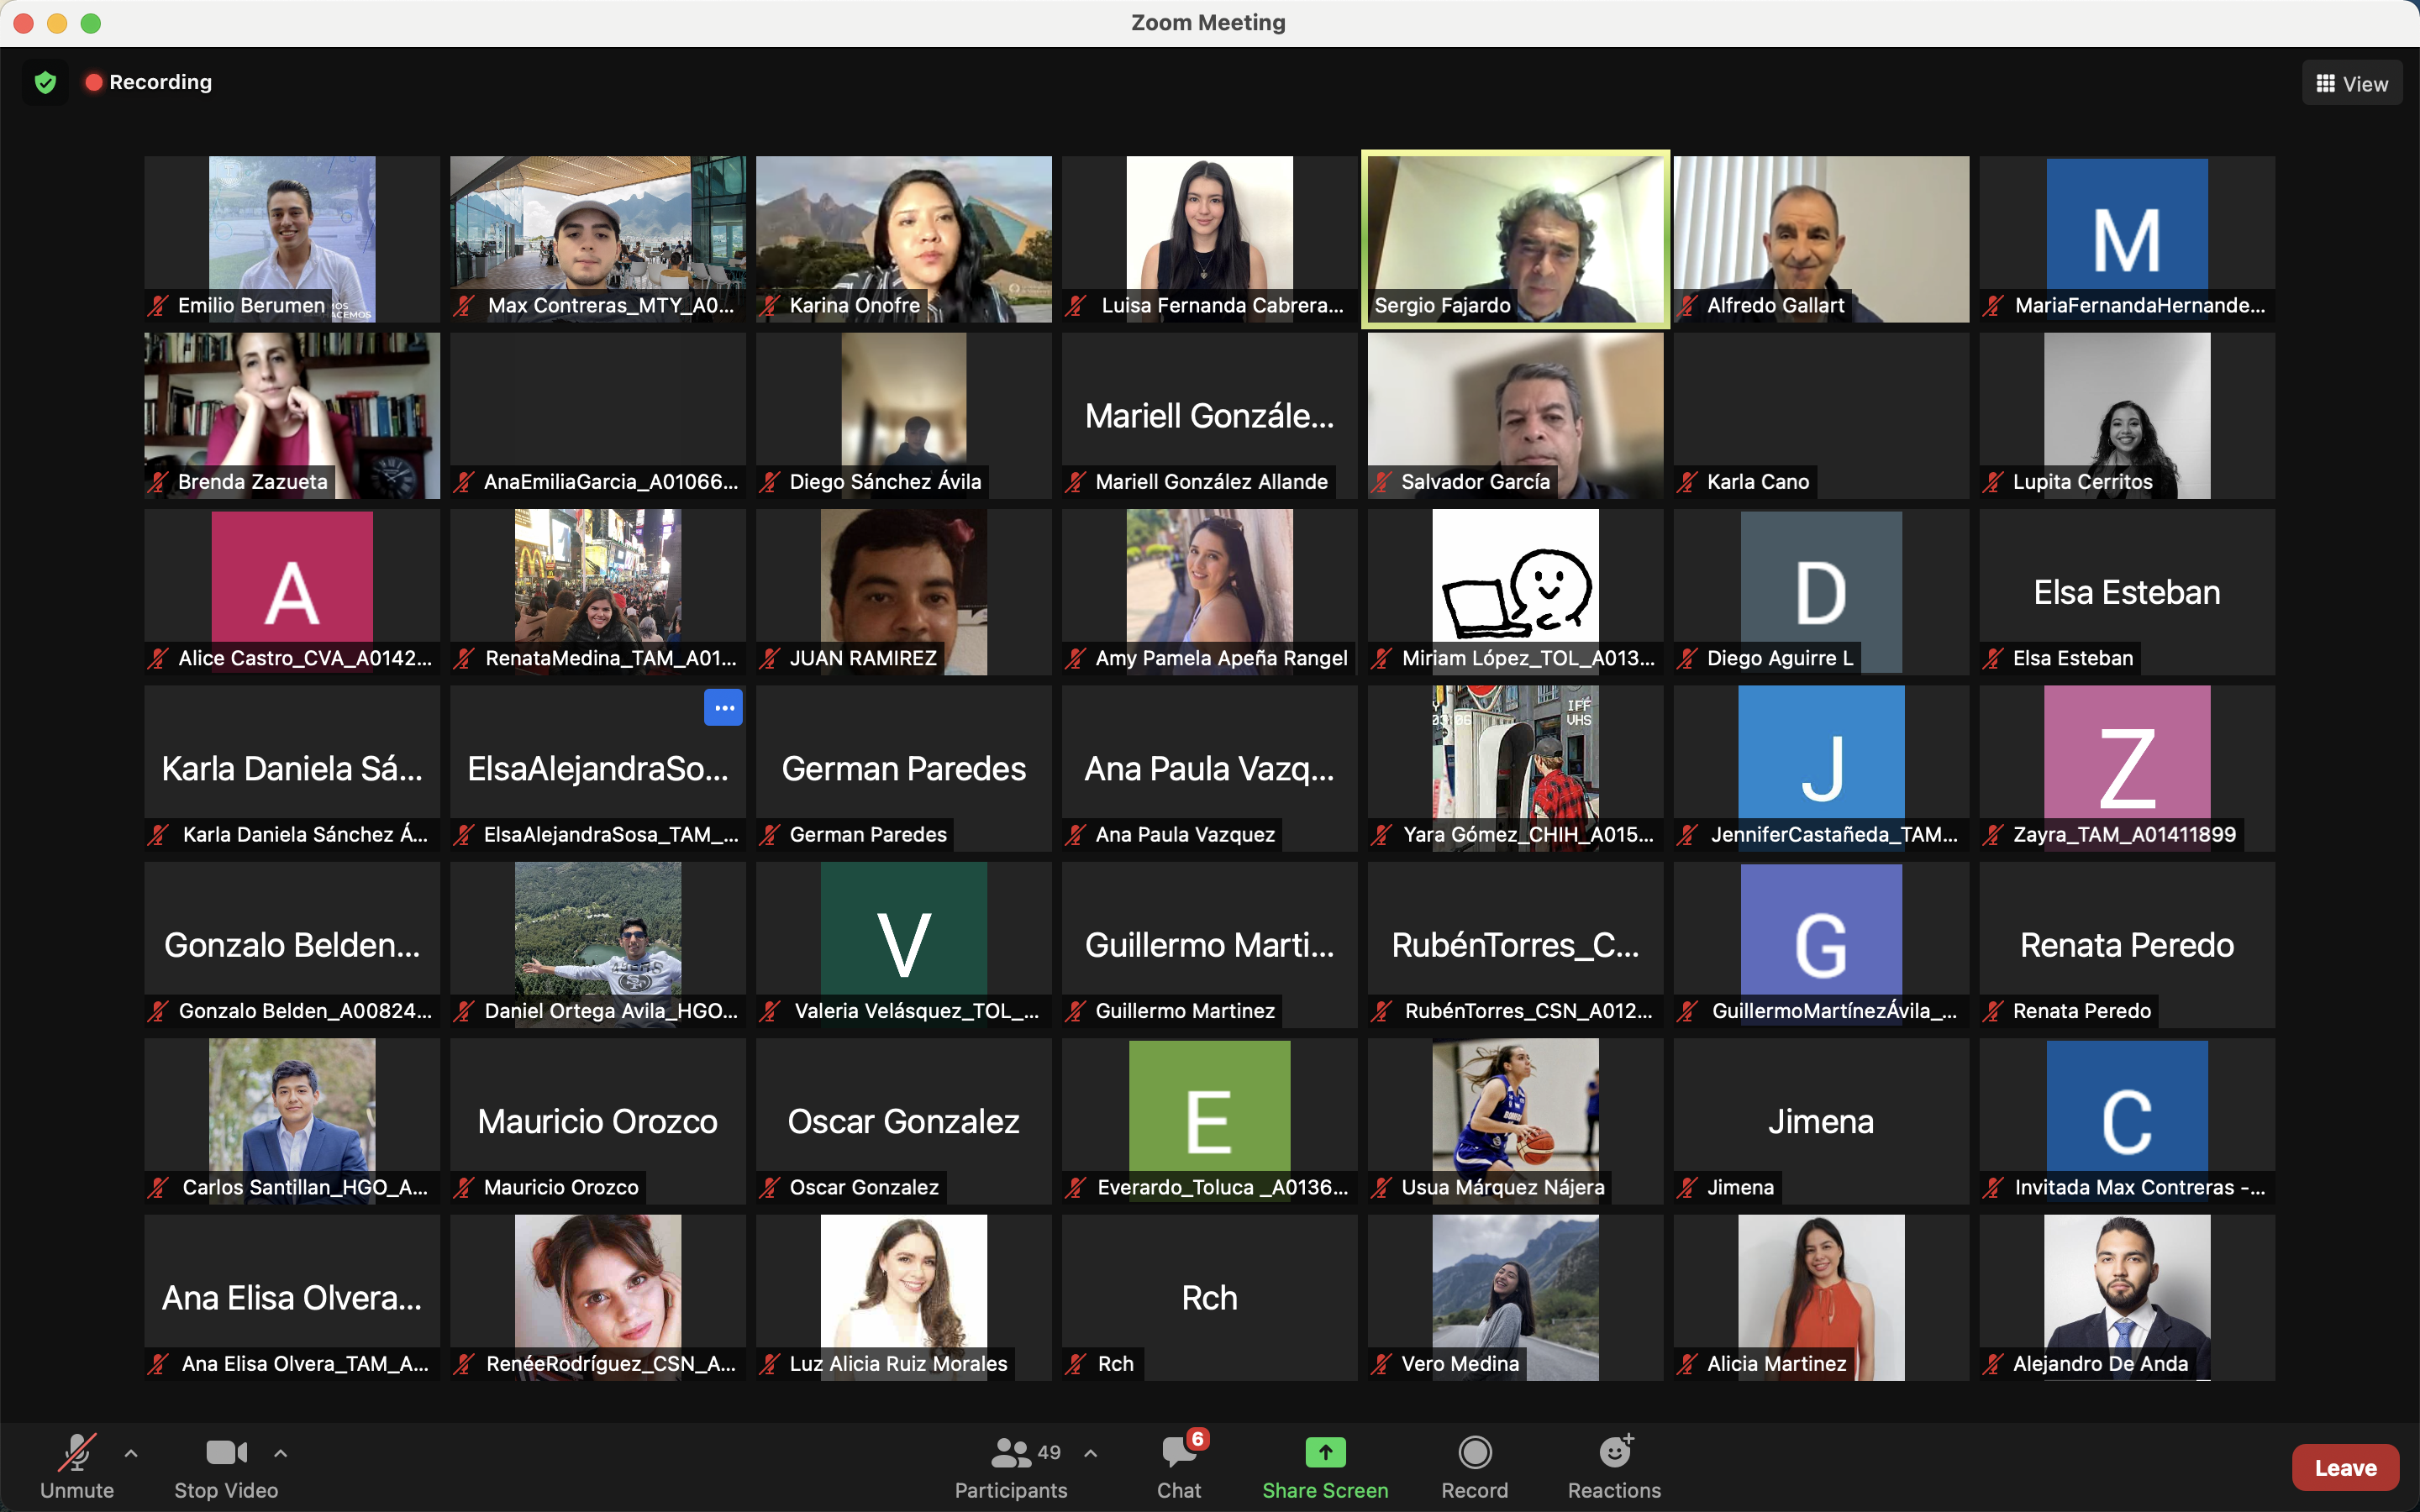 Zoom Meeting
Recording
View
Emilio Berumen
Max Contreras_MTY_A0...
Karina Onofre
Luisa Fernanda Cabrera...
Sergio Fajardo
Alfredo Gallart
M
MariaFernandaHernande...
Brenda Zazueta
AnaEmiliaGarcia_A01066...
Diego Sánchez Ávila
Mariell Gonzále...
Mariell González Allande
Salvador García
Karla Cano
Lupita Cerritos
A
Alice Castro_CVA_A0142...
RenataMedina_TAM_A01...
JUAN RAMIREZ
Amy Pamela Apeña Rangel
Miriam López_TOL_A013...
D
Diego Aguirre L
Elsa Esteban
Elsa Esteban
Karla Daniela Sá...
Karla Daniela Sánchez Á...
ElsaAlejandraSo...
ElsaAlejandraSosa_TAM_...
German Paredes
German Paredes
Ana Paula Vazq...
Ana Paula Vazquez
IFF
VHS
Yara Gómez_CHIH_A015...
J
JenniferCastañeda_TAM...
Z
Zayra_TAM_A01411899
Gonzalo Belden...
Gonzalo Belden_A00824...
49ERS
Daniel Ortega Avila_HGO...
V
Valeria Velásquez_TOL_...
Guillermo Marti...
Guillermo Martinez
RubénTorres_C...
RubénTorres_CSN_A012...
G
GuillermoMartínezÁvila_...
Renata Peredo
Renata Peredo
Carlos Santillan_HGO_A...
Mauricio Orozco
Mauricio Orozco
Oscar Gonzalez
Oscar Gonzalez
E
Everardo_Toluca _A0136...
Usua Márquez Nájera
Jimena
Jimena
C
Invitada Max Contreras -...
Ana Elisa Olvera...
Ana Elisa Olvera_TAM_A...
RenéeRodríguez_CSN_A...
Luz Alicia Ruiz Morales
Rch
Rch
Vero Medina
Alicia Martinez
Alejandro De Anda
Unmute
Stop Video
49
Participants
6
Chat
Share Screen
Record
Reactions
Leave